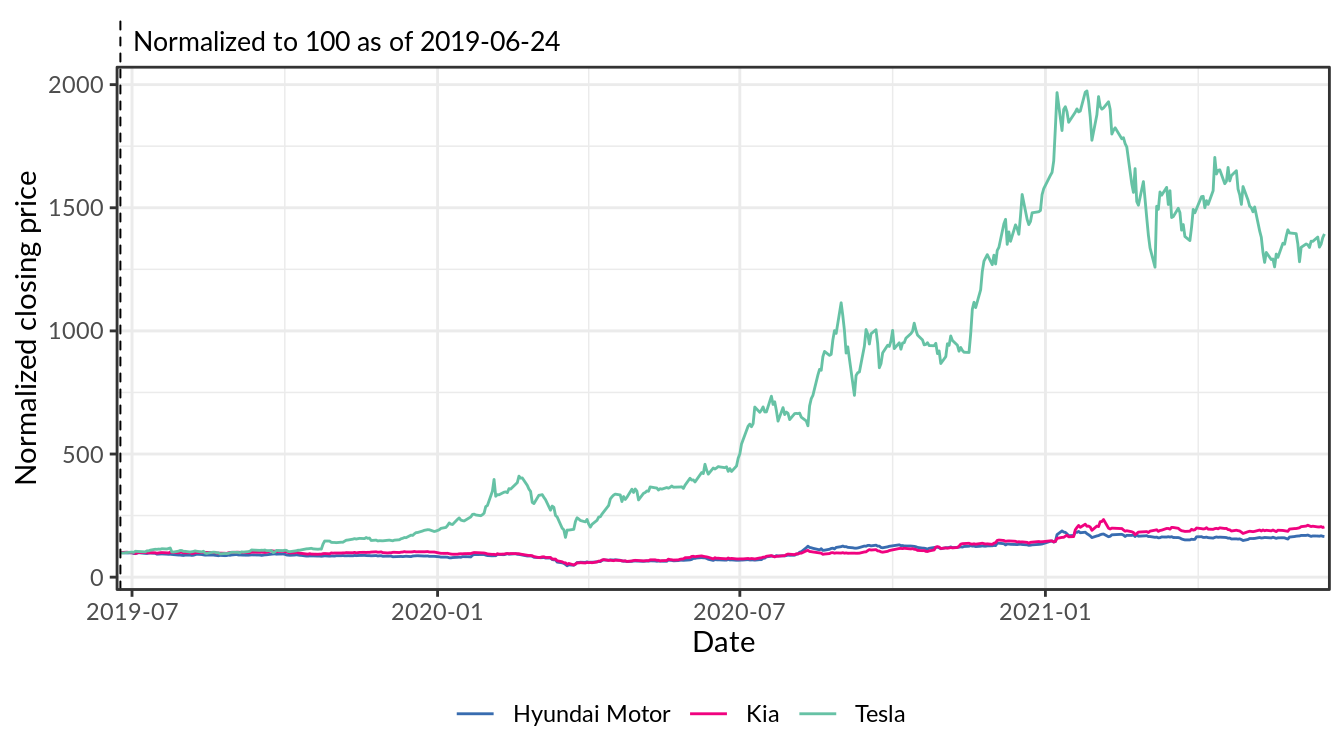 Normalized to 100 as of 2019-06-24
Normalized closing price
2000
1500
1000
500
0
2019-07 2020-01 2020-07 2021-01
Date
Hyundai Motor Kia Tesla